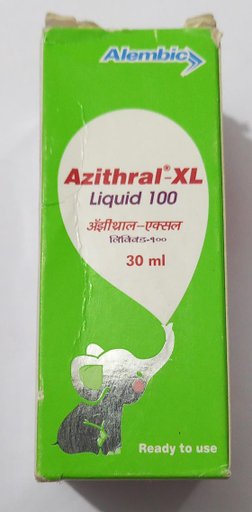 Alembic
Azithral®-XL
Liquid 100
अ‍ॅझीथ्राल-एक्सल
लिक्विड-१००
30 ml
Ready to use